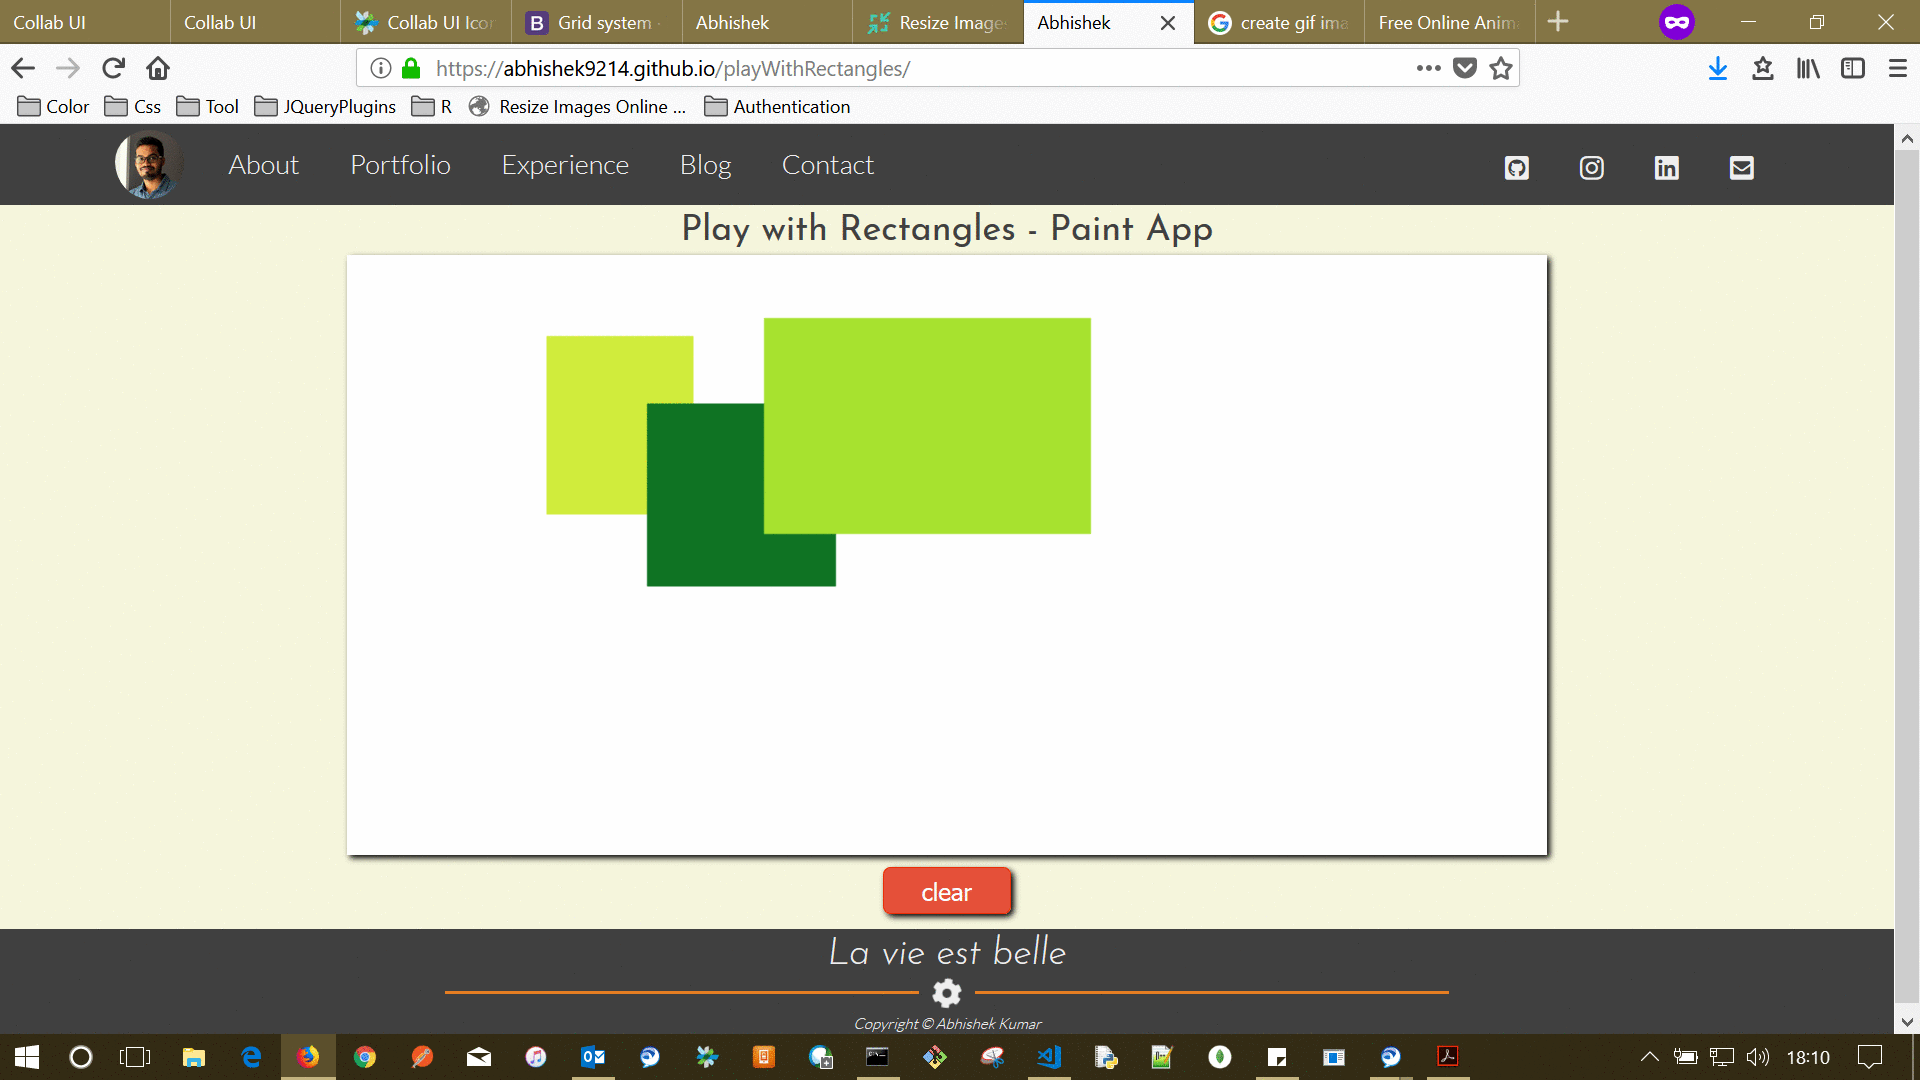 Collab UI
Collab UI
Collab UI Icon
B Grid system -
Abhishek
Resize Image
Abhishek
create gif ima
Free Online Anim
https://abhishek9214.github.io/playWithRectangles/
Color Css Tool JQueryPlugins R Resize Images Online ... Authentication
About Portfolio Experience Blog Contact
Play with Rectangles - Paint App
clear
La vie est belle
Copyright © Abhishek Kumar
18:10